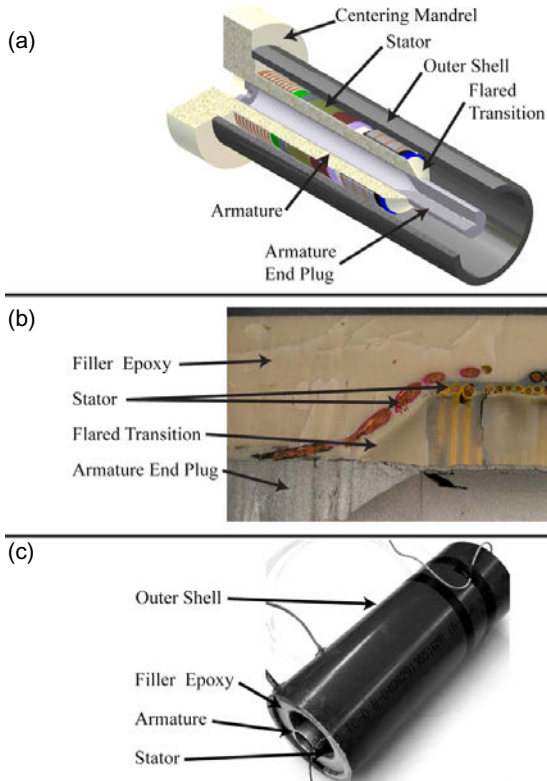 (a)
Centering Mandrel
Stator
Outer Shell
Flared
Transition
Armature
Armature
End Plug
(b)
Filler Epoxy
Stator
Flared Transition
Armature End Plug
(c)
Outer Shell
Filler Epoxy
Armature
Stator